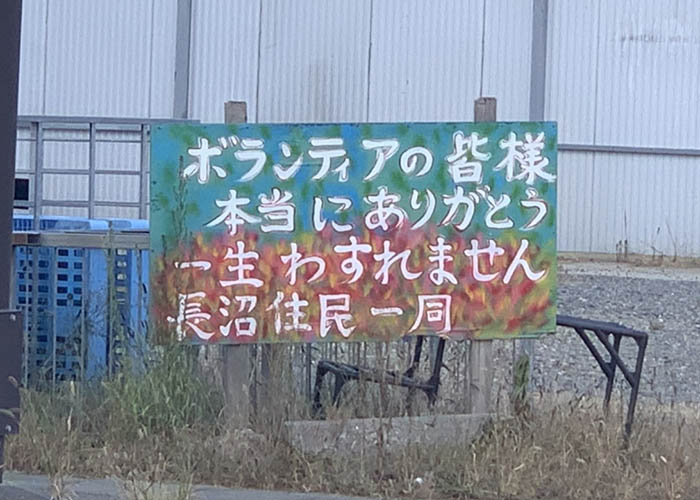 ボランティアの皆様
本当にありがとう
一生わすれません
長沼住民一同